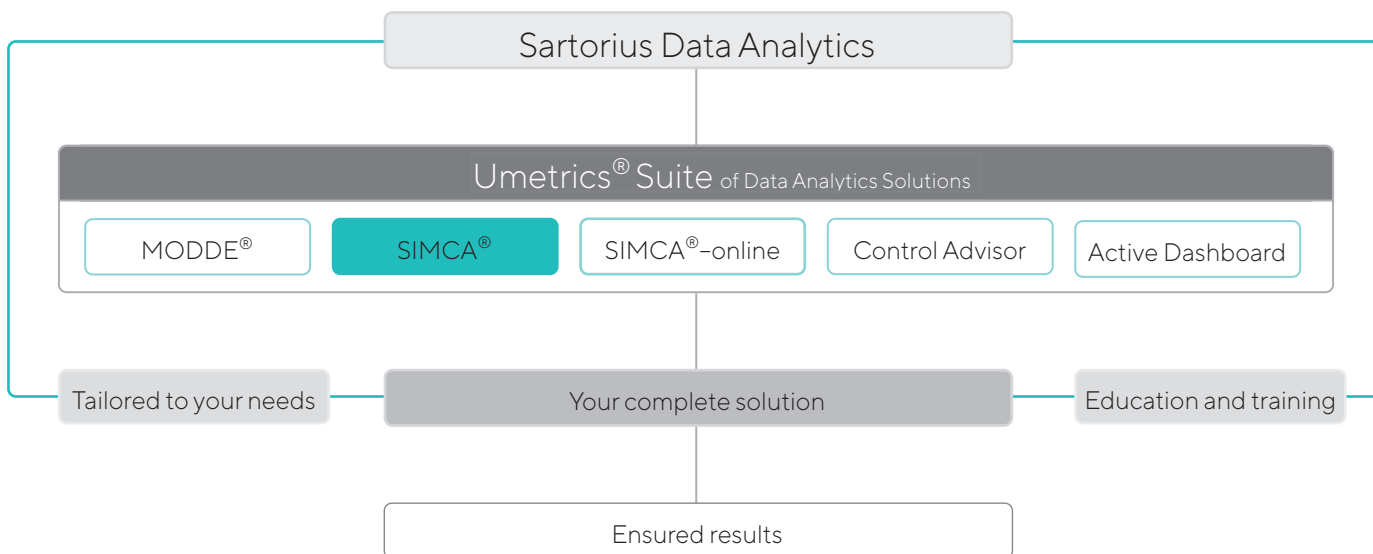 Sartorius Data Analytics
Umetrics® Suite of Data Analytics Solutions
MODDE®
SIMCA®
SIMCA®-online
Control Advisor
Active Dashboard
Tailored to your needs
Your complete solution
Education and training
Ensured results